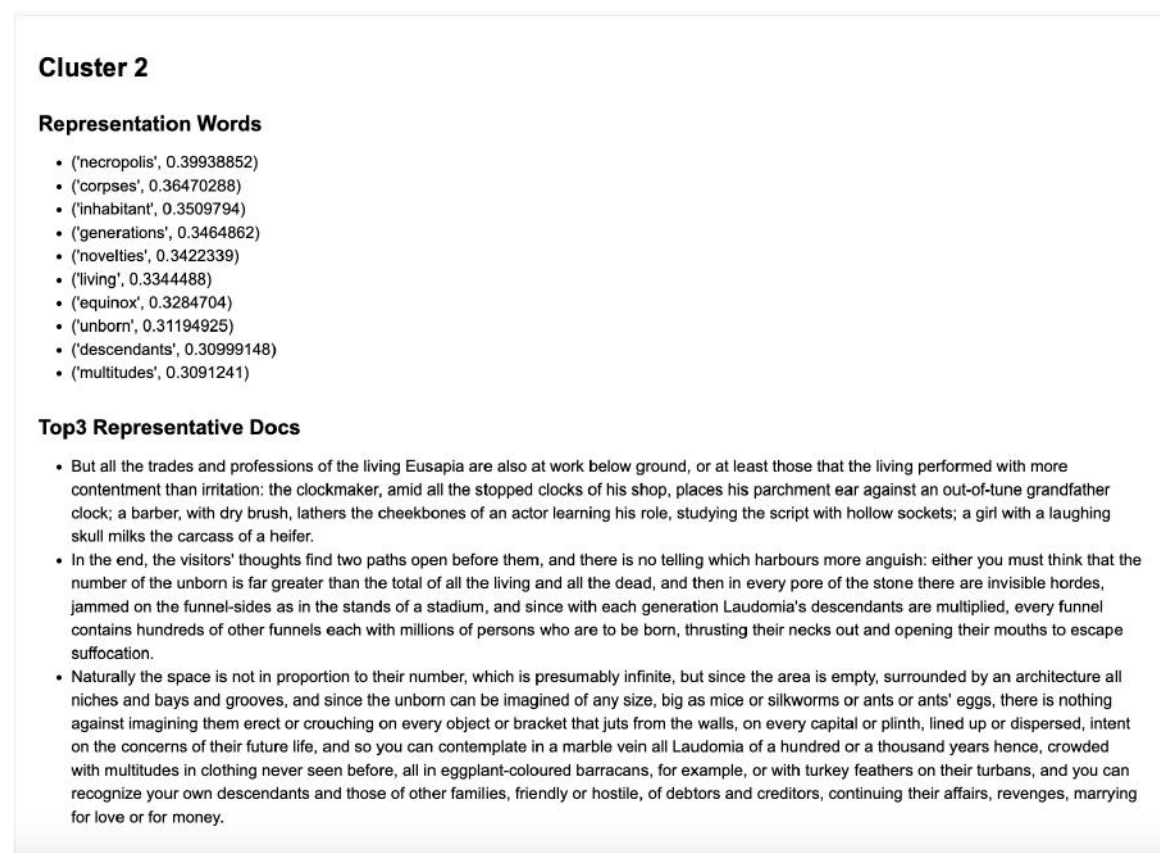 Cluster 2
Representation Words
• ('necropolis', 0.39938852)
• ('corpses', 0.36470288)
• ('inhabitant', 0.3509794)
• ('generations', 0.3464862)
• ('novelties', 0.3422339)
• ('living', 0.3344488)
• ('equinox', 0.3284704)
• ('unborn', 0.31194925)
• ('descendants', 0.30999148)
• ('multitudes', 0.3091241)
Top3 Representative Docs
• But all the trades and professions of the living Eusapia are also at work below ground, or at least those that the living performed with more
contentment than irritation: the clockmaker, amid all the stopped clocks of his shop, places his parchment ear against an out-of-tune grandfather
clock; a barber, with dry brush, lathers the cheekbones of an actor learning his role, studying the script with hollow sockets; a girl with a laughing
skull milks the carcass of a heifer.
• In the end, the visitors' thoughts find two paths open before them, and there is no telling which harbours more anguish: either you must think that the
number of the unborn is far greater than the total of all the living and all the dead, and then in every pore of the stone there are invisible hordes,
jammed on the funnel-sides as in the stands of a stadium, and since with each generation Laudomia's descendants are multiplied, every funnel
contains hundreds of other funnels each with millions of persons who are to be born, thrusting their necks out and opening their mouths to escape
suffocation.
• Naturally the space is not in proportion to their number, which is presumably infinite, but since the area is empty, surrounded by an architecture all
niches and bays and grooves, and since the unborn can be imagined of any size, big as mice or silkworms or ants or ants' eggs, there is nothing
against imagining them erect or crouching on every object or bracket that juts from the walls, on every capital or plinth, lined up or dispersed, intent
on the concerns of their future life, and so you can contemplate in a marble vein all Laudomia of a hundred or a thousand years hence, crowded
with multitudes in clothing never seen before, all in eggplant-coloured barracans, for example, or with turkey feathers on their turbans, and you can
recognize your own descendants and those of other families, friendly or hostile, of debtors and creditors, continuing their affairs, revenges, marrying
for love or for money.